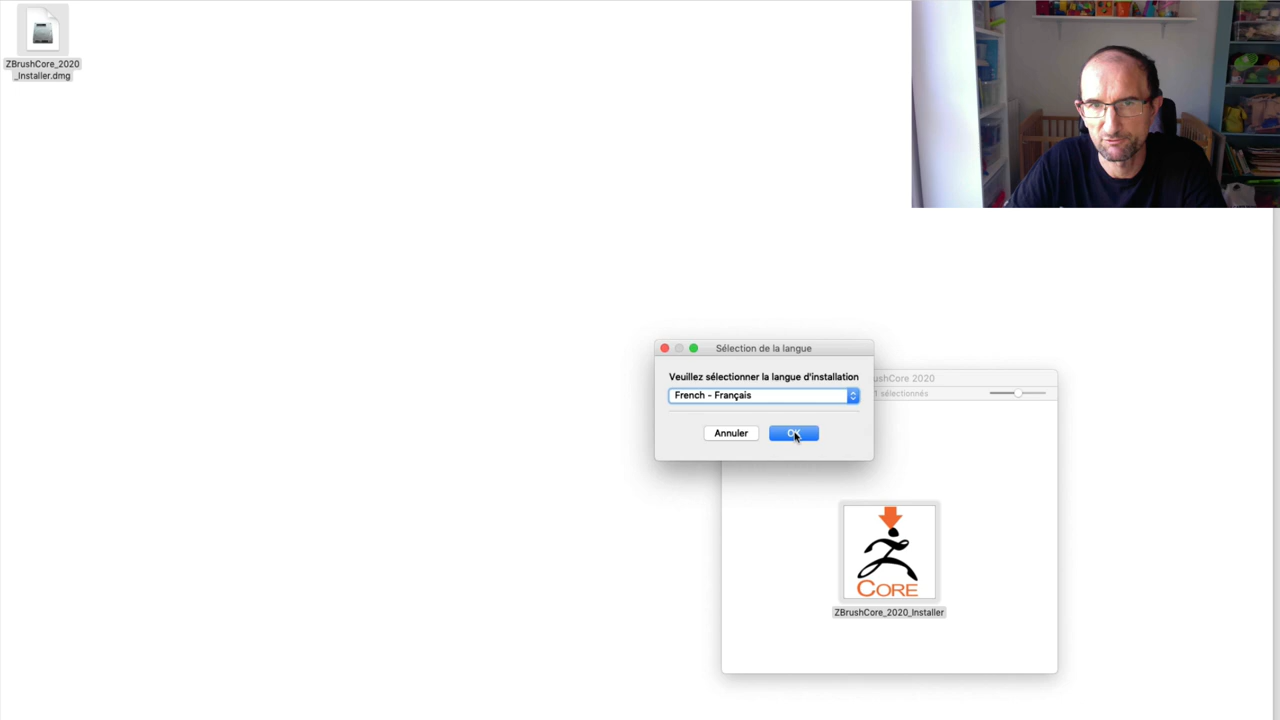 ZBrushCore_2020
_Installer.dmg
Sélection de la langue
Veuillez sélectionner la langue d'installation
French - Français
Annuler
ushCore 2020
1 sélectionnés
CORE
ZBrushCore_2020_Installer